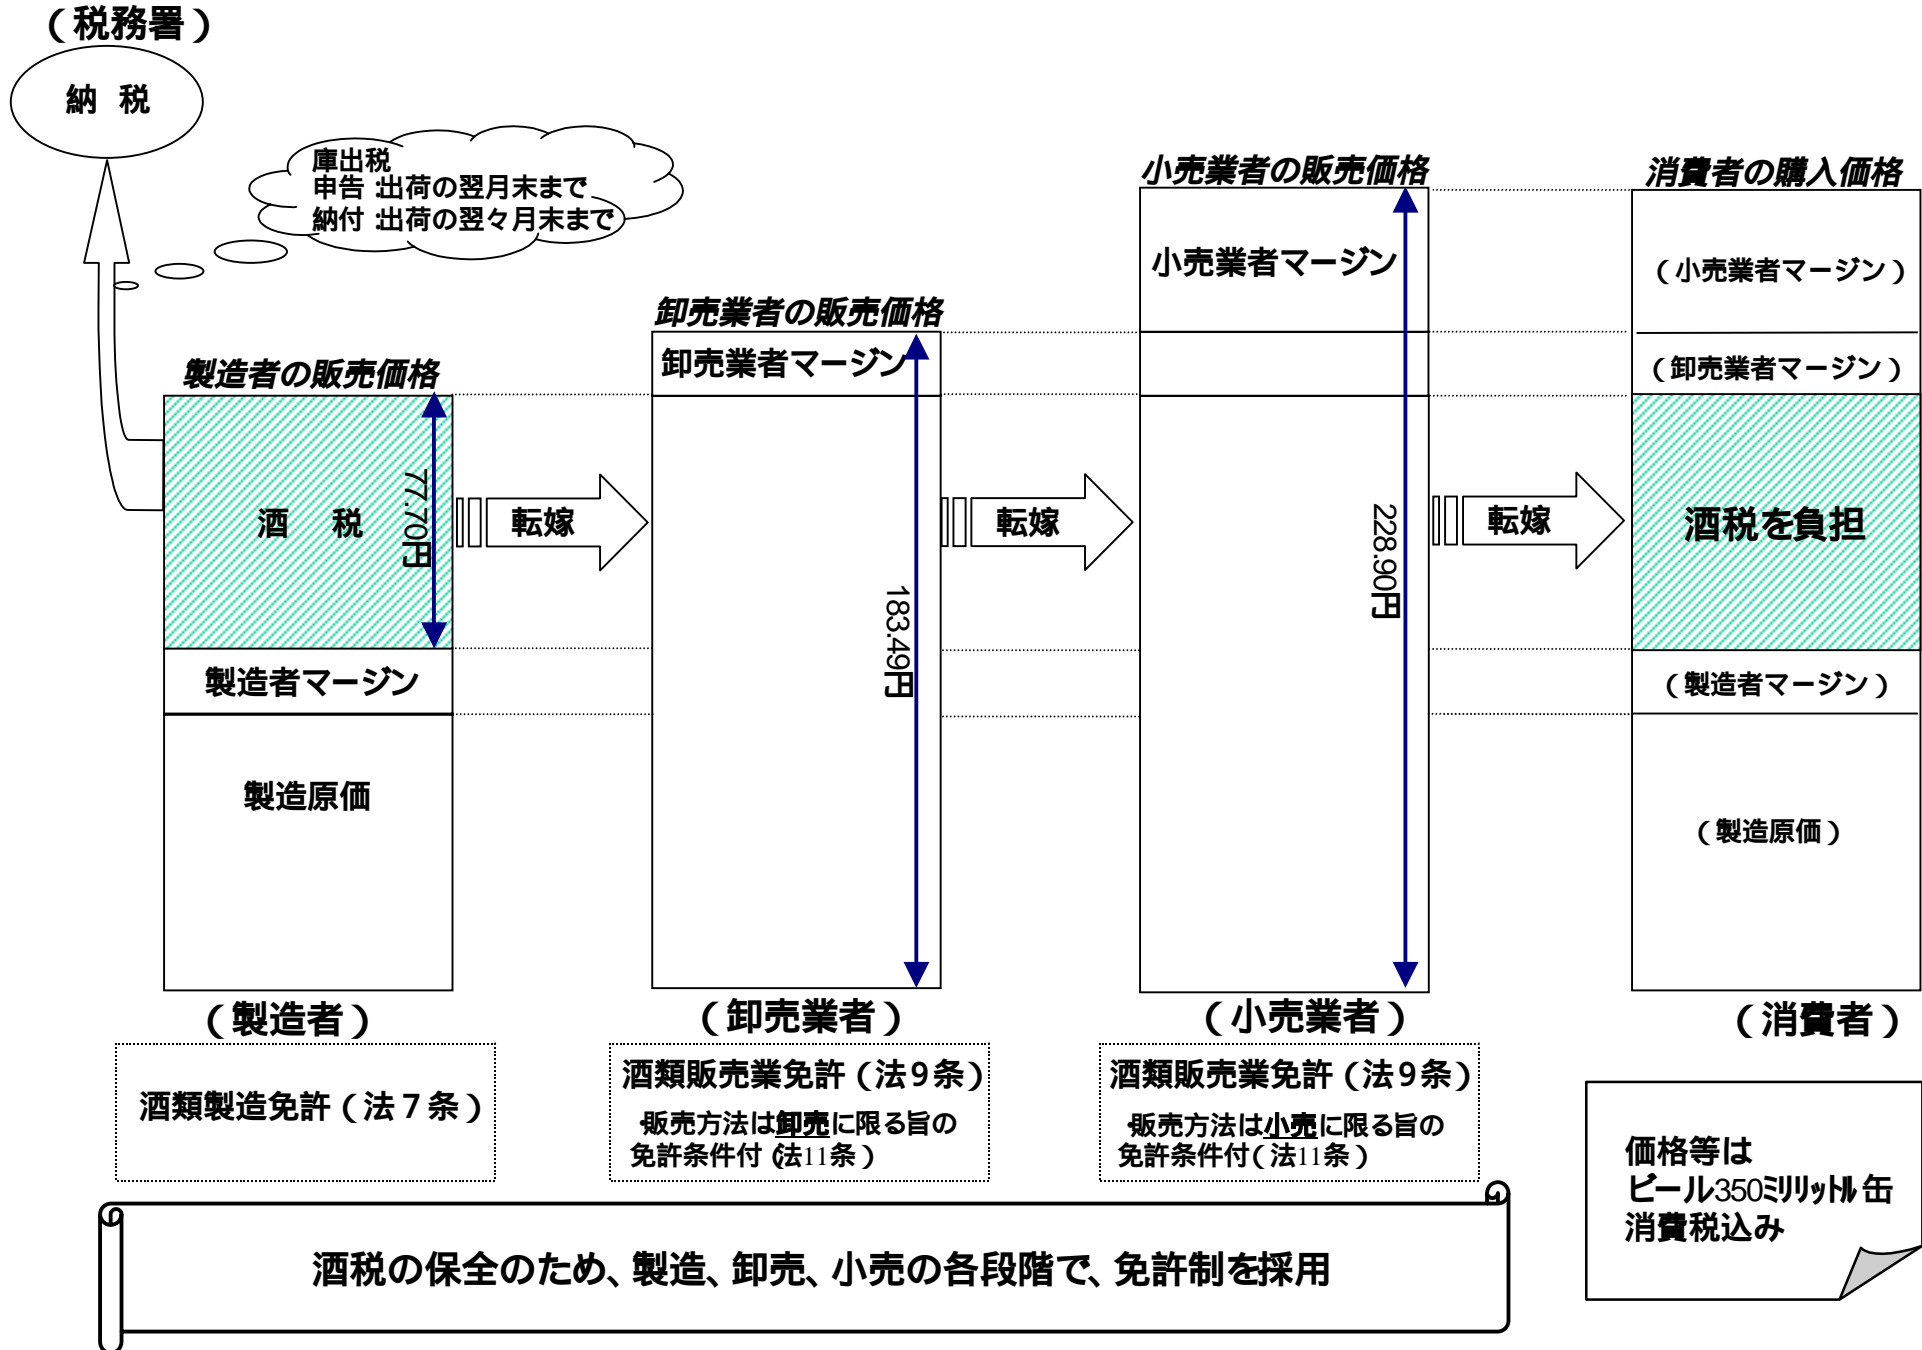 （税務署）
納　税
庫出税
申告：出荷の翌月末まで
納付：出荷の翌々月末まで
製造者の販売価格
卸売業者の販売価格
小売業者の販売価格
消費者の購入価格
酒　税
77.70円
製造者マージン
製造原価
転嫁
卸売業者マージン
183.49円
転嫁
小売業者マージン
228.90円
転嫁
（小売業者マージン）
（卸売業者マージン）
酒税を負担
（製造者マージン）
（製造原価）
（製造者）
（卸売業者）
（小売業者）
（消費者）
酒類製造免許（法７条）
酒類販売業免許（法９条）
・販売方法は卸売に限る旨の
免許条件付（法11条）
酒類販売業免許（法９条）
・販売方法は小売に限る旨の
免許条件付（法11条）
価格等は
ビール350ミリリットル缶
消費税込み
酒税の保全のため、製造、卸売、小売の各段階で、免許制を採用